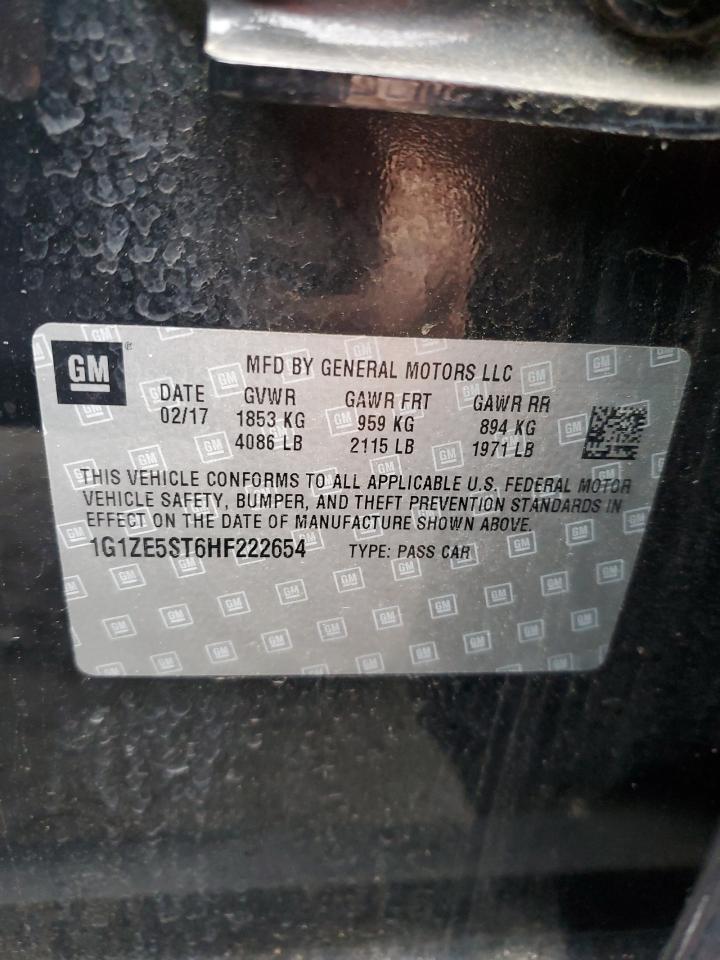 GM
MFD BY GENERAL MOTORS LLC
DATE GVWR GAWR FRT GAWR RR
02/17 1853 KG 959 KG 894 KG
4086 LB 2115 LB 1971 LB
THIS VEHICLE CONFORMS TO ALL APPLICABLE U.S. FEDERAL MOTOR
VEHICLE SAFETY, BUMPER, AND THEFT PREVENTION STANDARDS IN
EFFECT ON THE DATE OF MANUFACTURE SHOWN ABOVE.
1G1ZE5ST6HF222654 TYPE: PASS CAR